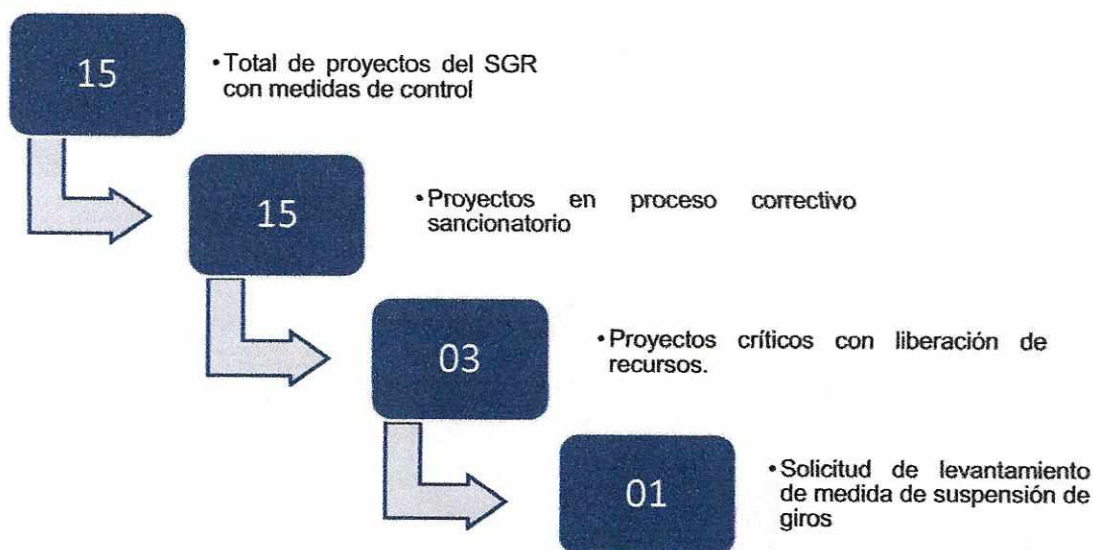 15
•Total de proyectos del SGR
con medidas de control
15
•Proyectos en proceso correctivo
sancionatorio
03
•Proyectos críticos con liberación de
recursos.
01
•Solicitud de levantamiento
de medida de suspensión de
giros